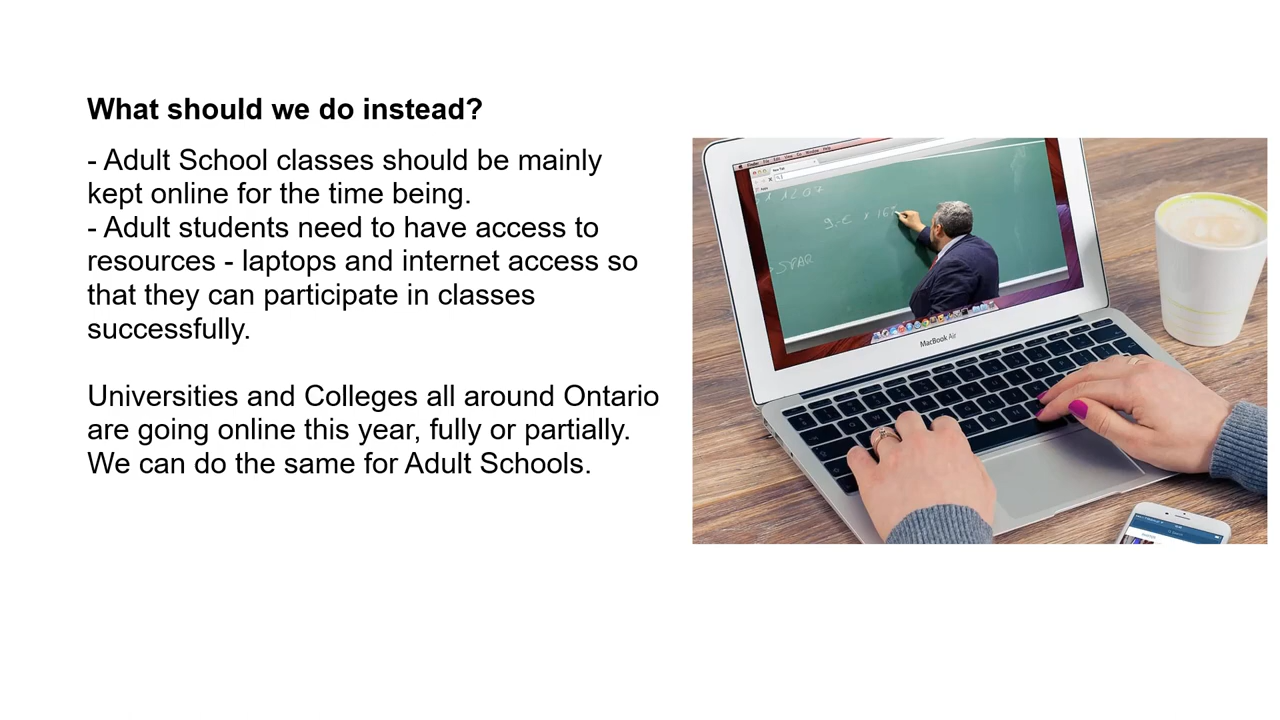 What should we do instead?
- Adult School classes should be mainly
kept online for the time being.
- Adult students need to have access to
resources - laptops and internet access so
that they can participate in classes
successfully.
Universities and Colleges all around Ontario
are going online this year, fully or partially.
We can do the same for Adult Schools.
MacBook Air